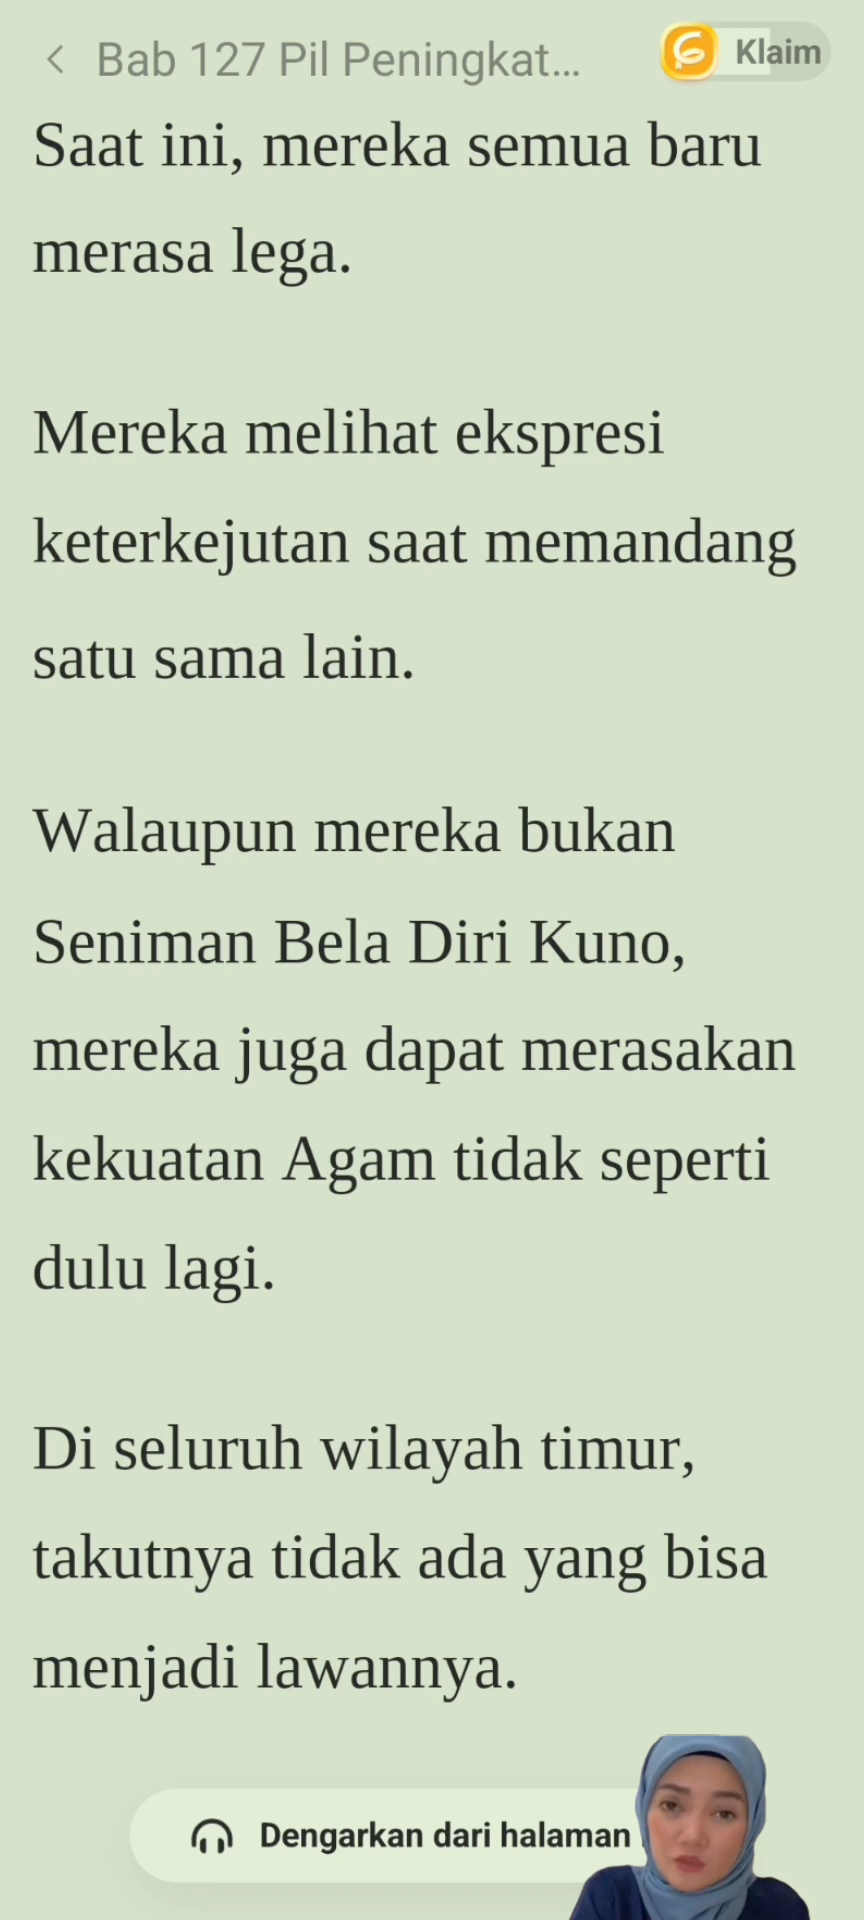 Bab 127 Pil Peningkat...
Klaim
Saat ini, mereka semua baru
merasa lega.
Mereka melihat ekspresi
keterkejutan saat memandang
satu sama lain.
Walaupun mereka bukan
Seniman Bela Diri Kuno,
mereka juga dapat merasakan
kekuatan Agam tidak seperti
dulu lagi.
Di seluruh wilayah timur,
takutnya tidak ada yang bisa
menjadi lawannya.
Dengarkan dari halaman